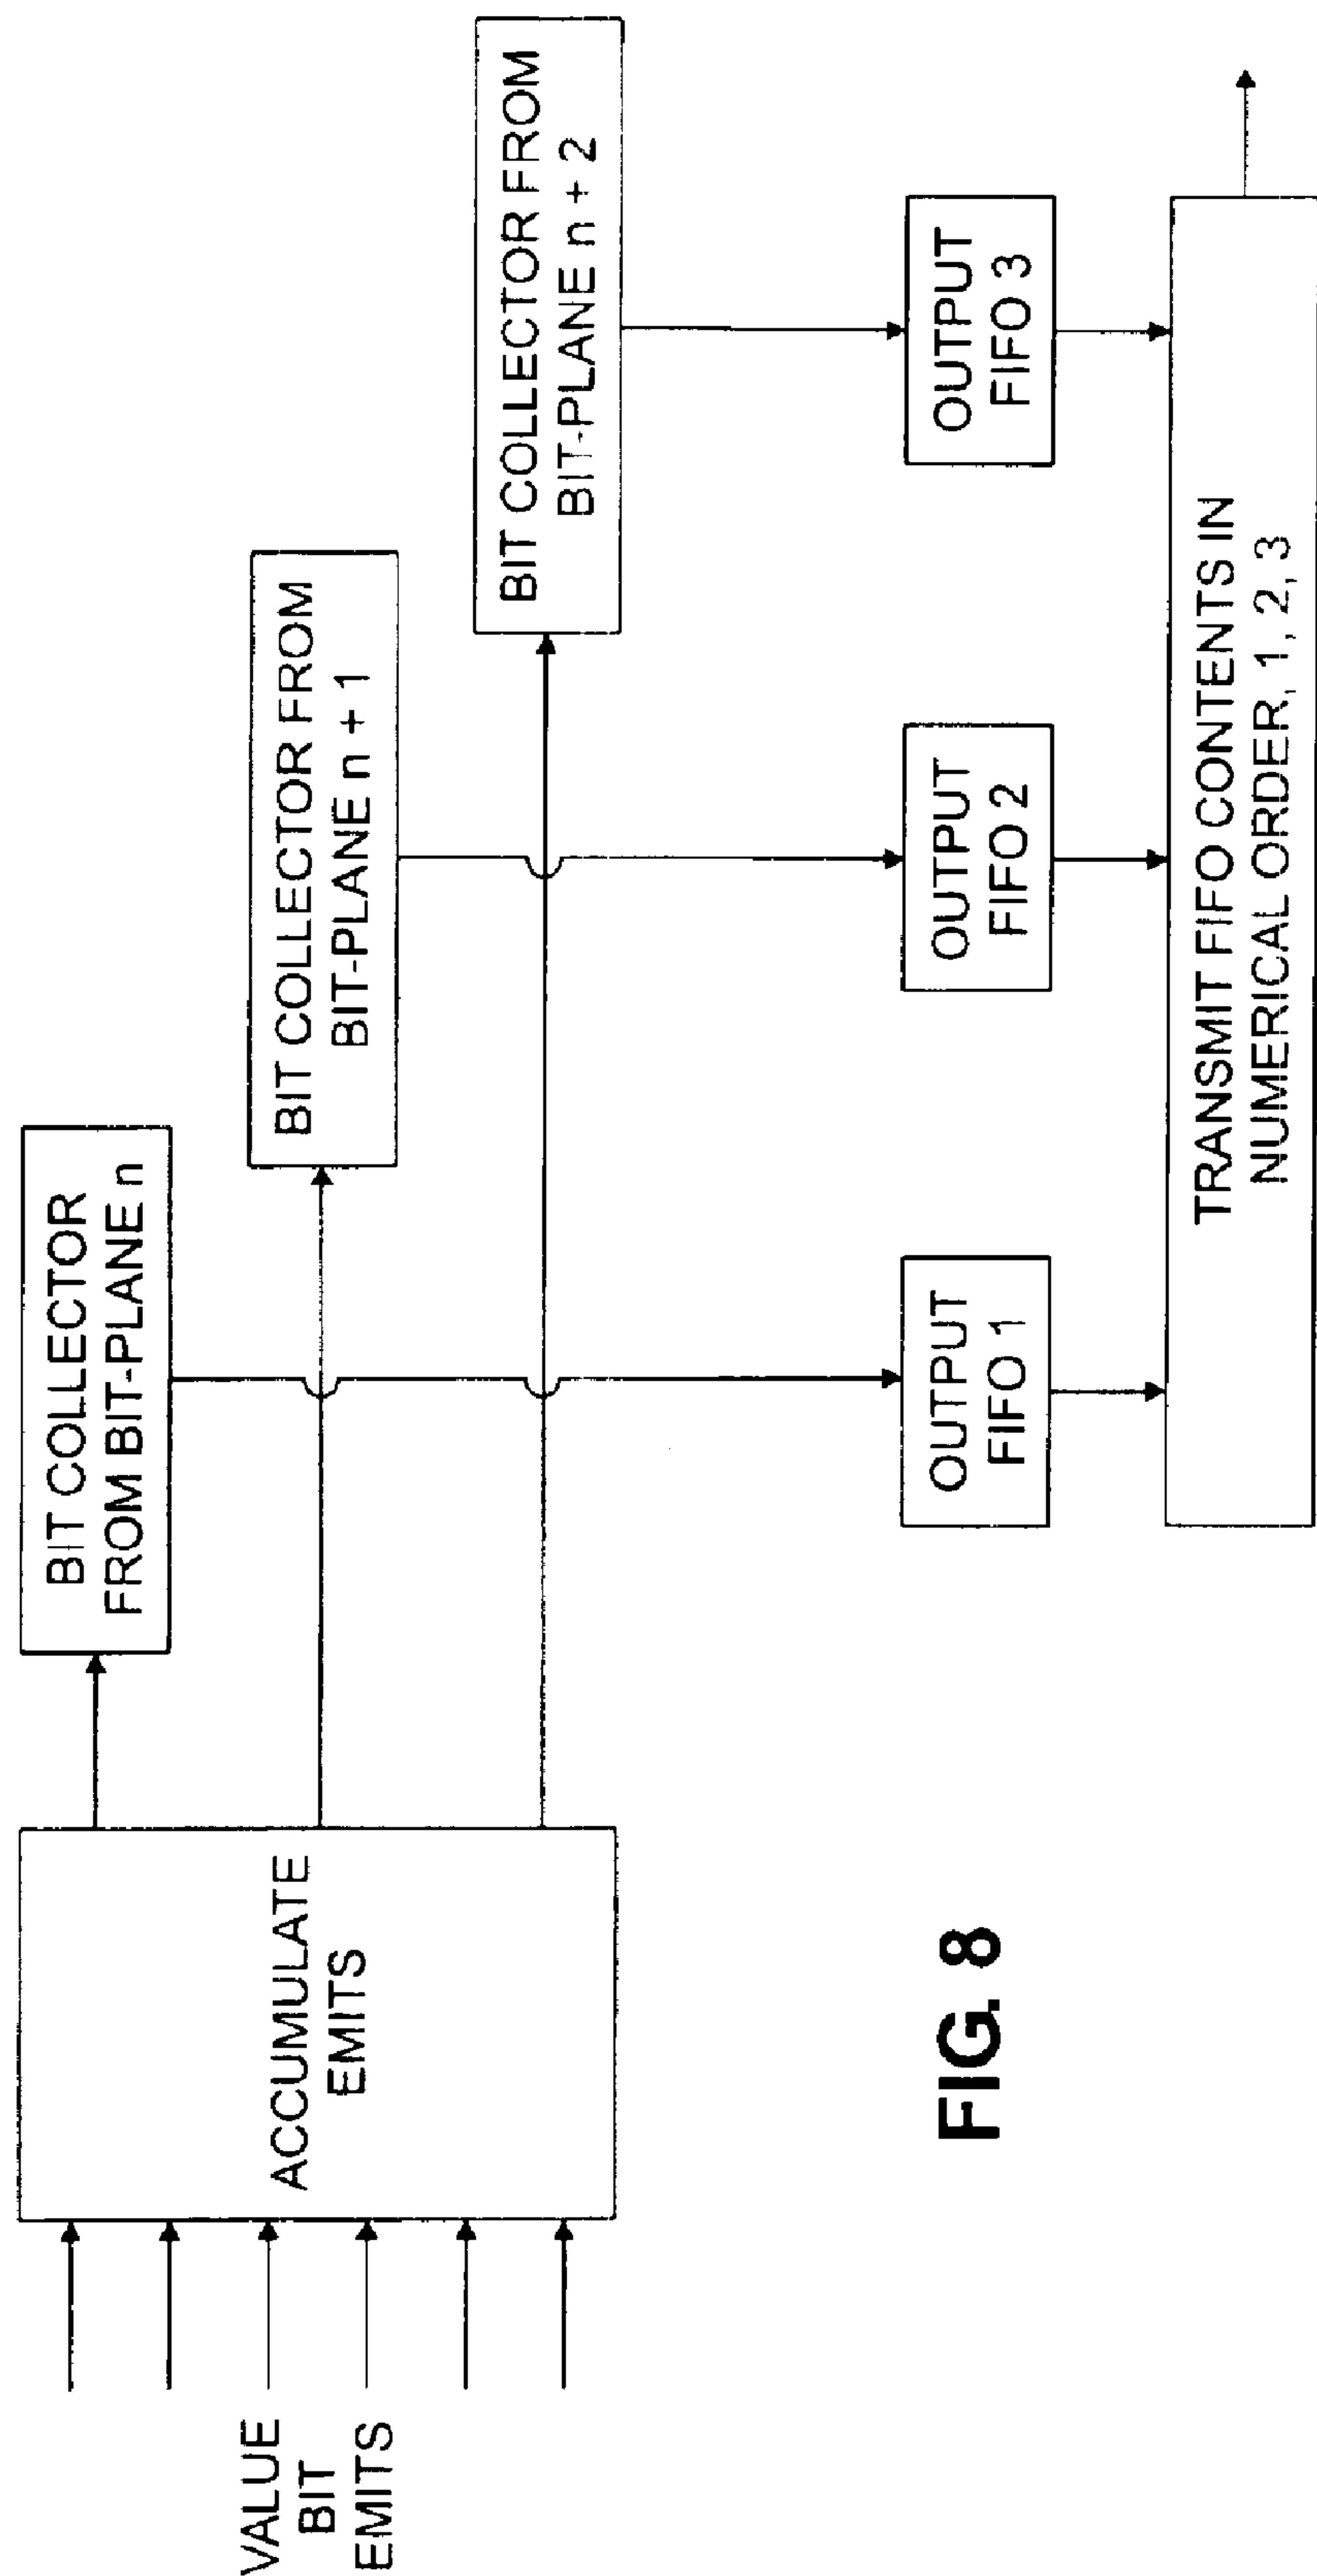 VALUE
BIT
EMITS
ACCUMULATE
EMITS
BIT COLLECTOR
FROM BIT-PLANE n
BIT COLLECTOR FROM
BIT-PLANE n + 1
BIT COLLECTOR FROM
BIT-PLANE n + 2
OUTPUT
FIFO 1
OUTPUT
FIFO 2
OUTPUT
FIFO 3
TRANSMIT FIFO CONTENTS IN
NUMERICAL ORDER, 1, 2, 3
FIG. 8